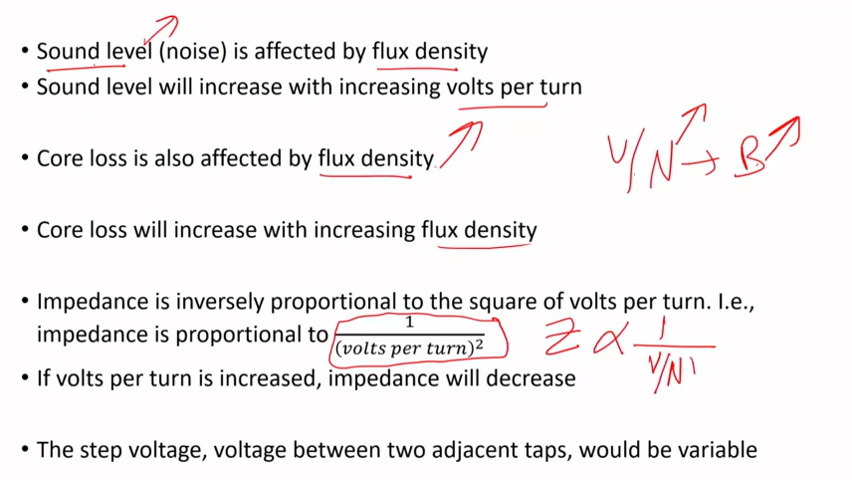 • Sound level (noise) is affected by flux density
• Sound level will increase with increasing volts per turn
V/N → B
• Core loss is also affected by flux density
• Core loss will increase with increasing flux density
• Impedance is inversely proportional to the square of volts per turn. I.e.,
impedance is proportional to 1/(volts per turn)² Z ∝ 1/(V/N)
• If volts per turn is increased, impedance will decrease
• The step voltage, voltage between two adjacent taps, would be variable